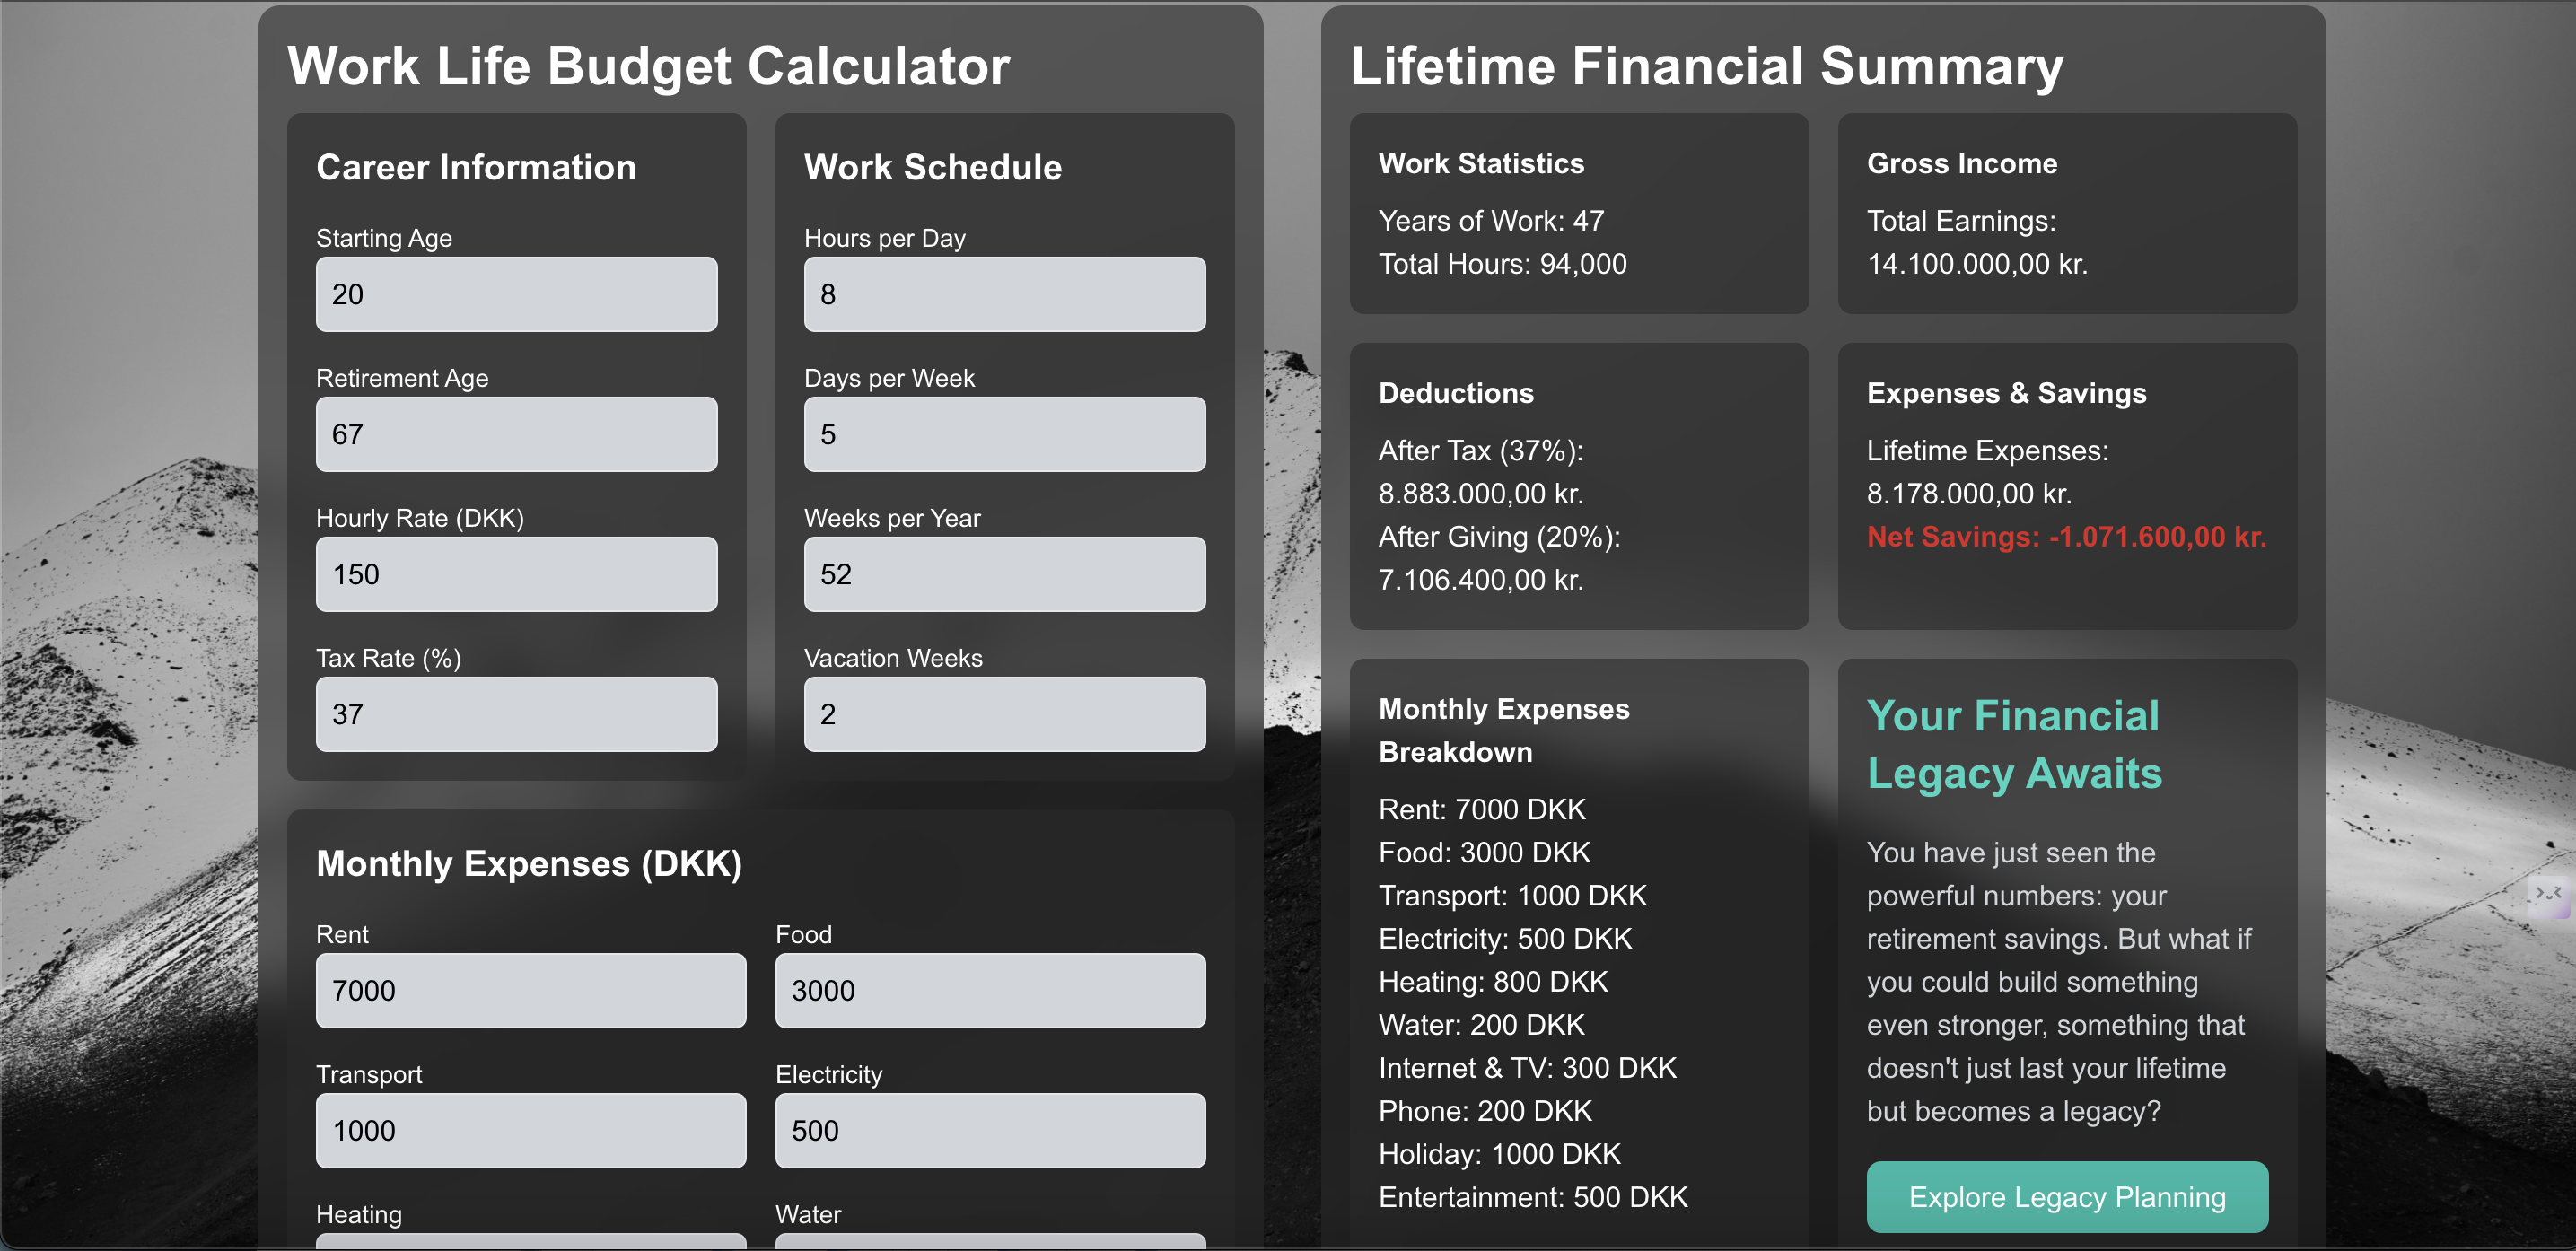 Work Life Budget Calculator
Career Information
Starting Age
20
Retirement Age
67
Hourly Rate (DKK)
150
Tax Rate (%)
37
Work Schedule
Hours per Day
8
Days per Week
5
Weeks per Year
52
Vacation Weeks
2
Monthly Expenses (DKK)
Rent
7000
Food
3000
Transport
1000
Electricity
500
Heating
Water
Lifetime Financial Summary
Work Statistics
Years of Work: 47
Total Hours: 94,000
Gross Income
Total Earnings:
14.100.000,00 kr.
Deductions
After Tax (37%):
8.883.000,00 kr.
After Giving (20%):
7.106.400,00 kr.
Expenses & Savings
Lifetime Expenses:
8.178.000,00 kr.
Net Savings: -1.071.600,00 kr.
Monthly Expenses
Breakdown
Rent: 7000 DKK
Food: 3000 DKK
Transport: 1000 DKK
Electricity: 500 DKK
Heating: 800 DKK
Water: 200 DKK
Internet & TV: 300 DKK
Phone: 200 DKK
Holiday: 1000 DKK
Entertainment: 500 DKK
Your Financial
Legacy Awaits
You have just seen the
powerful numbers: your
retirement savings. But what if
you could build something
even stronger, something that
doesn't just last your lifetime
but becomes a legacy?
Explore Legacy Planning